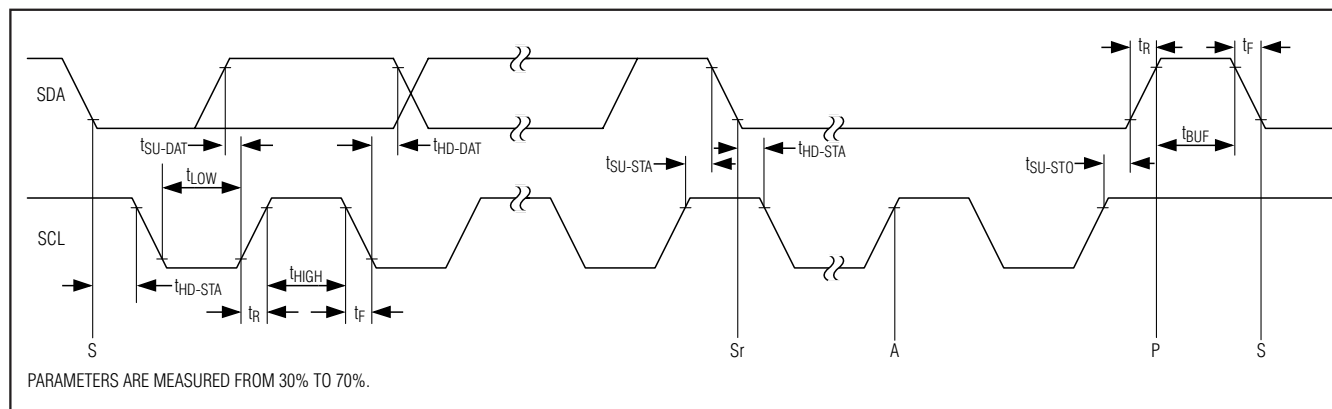 tR
tF
SDA
tSU-DAT
tHD-DAT
tSU-STA
tHD-STA
tBUF
tLOW
tSU-STO
SCL
tHD-STA
tHIGH
tR
tF
S
Sr
A
P
S
PARAMETERS ARE MEASURED FROM 30% TO 70%.